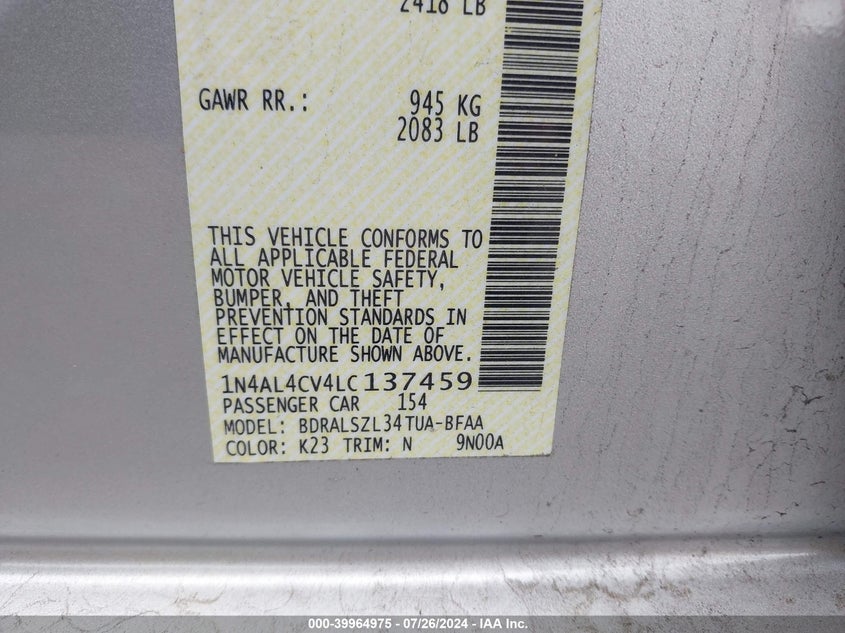 2418 LB
GAWR RR.: 945 KG
2083 LB
THIS VEHICLE CONFORMS TO
ALL APPLICABLE FEDERAL
MOTOR VEHICLE SAFETY,
BUMPER, AND THEFT
PREVENTION STANDARDS IN
EFFECT ON THE DATE OF
MANUFACTURE SHOWN ABOVE.
1N4AL4CV4LC137459
PASSENGER CAR 154
MODEL: BDRALSZL34TUA-BFAA
COLOR: K23 TRIM: N 9N00A
000-39964975 - 07/26/2024 - IAA Inc.